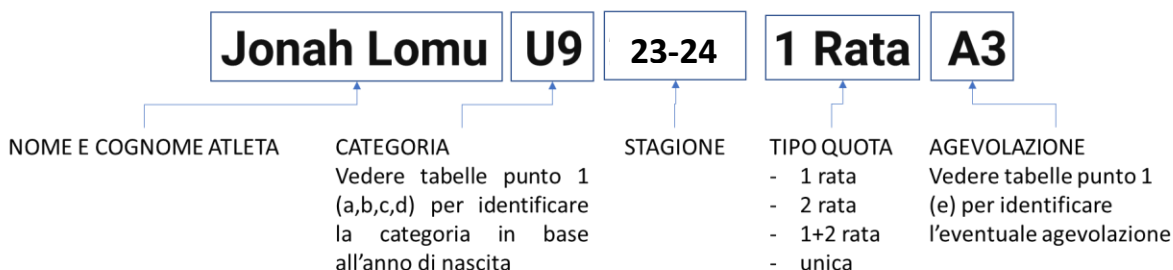 Jonah Lomu U9 23-24 1 Rata A3
NOME E COGNOME ATLETA
CATEGORIA
Vedere tabelle punto 1
(a,b,c,d) per identificare
la categoria in base
all'anno di nascita
STAGIONE
TIPO QUOTA
- 1 rata
- 2 rata
- 1+2 rata
- unica
AGEVOLAZIONE
Vedere tabelle punto 1
(e) per identificare
l'eventuale agevolazione